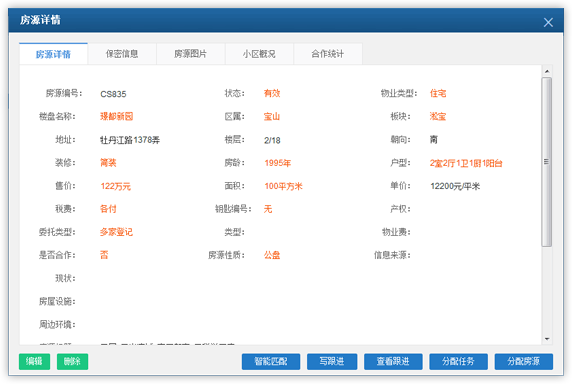 房源详情
房源详情 保密信息 房源图片 小区概况 合作统计
房源编号: CS835 状态: 有效 物业类型: 住宅
楼盘名称: 璟都新园 区属: 宝山 板块: 淞宝
地址: 牡丹江路1378弄 楼层: 2/18 朝向: 南
装修: 简装 房龄: 1995年 户型: 2室2厅1卫1厨1阳台
售价: 122万元 面积: 100平方米 单价: 12200元/平米
税费: 各付 钥匙编号: 无 产权:
委托类型: 多家登记 类型: 物业费:
是否合作: 否 房源性质: 公盘 信息来源:
现状:
房屋设施:
周边环境:
编辑 删除 智能匹配 写跟进 查看跟进 分配任务 分配房源